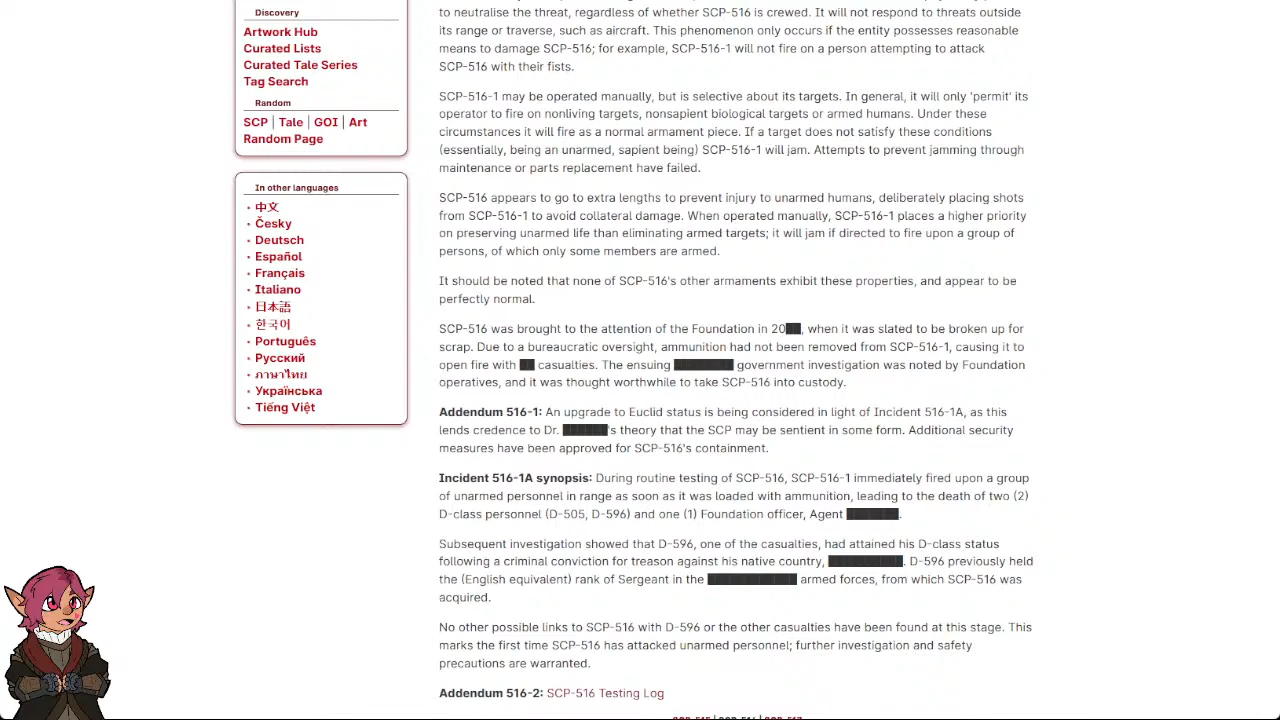 Discovery
Artwork Hub
Curated Lists
Curated Tale Series
Tag Search
Random
SCP | Tale | GOI | Art
Random Page
In other languages
中文
Česky
Deutsch
Español
Français
Italiano
日本語
한국어
Português
Русский
ภาษาไทย
Українська
Tiếng Việt
to neutralise the threat, regardless of whether SCP-516 is crewed. It will not respond to threats outside
its range or traverse, such as aircraft. This phenomenon only occurs if the entity possesses reasonable
means to damage SCP-516; for example, SCP-516-1 will not fire on a person attempting to attack
SCP-516 with their fists.
SCP-516-1 may be operated manually, but is selective about its targets. In general, it will only 'permit' its
operator to fire on nonliving targets, nonsapient biological targets or armed humans. Under these
circumstances it will fire as a normal armament piece. If a target does not satisfy these conditions
(essentially, being an unarmed, sapient being) SCP-516-1 will jam. Attempts to prevent jamming through
maintenance or parts replacement have failed.
SCP-516 appears to go to extra lengths to prevent injury to unarmed humans, deliberately placing shots
from SCP-516-1 to avoid collateral damage. When operated manually, SCP-516-1 places a higher priority
on preserving unarmed life than eliminating armed targets; it will jam if directed to fire upon a group of
persons, of which only some members are armed.
It should be noted that none of SCP-516's other armaments exhibit these properties, and appear to be
perfectly normal.
SCP-516 was brought to the attention of the Foundation in 20██, when it was slated to be broken up for
scrap. Due to a bureaucratic oversight, ammunition had not been removed from SCP-516-1, causing it to
open fire with ██ casualties. The ensuing ████████ government investigation was noted by Foundation
operatives, and it was thought worthwhile to take SCP-516 into custody.
Addendum 516-1: An upgrade to Euclid status is being considered in light of Incident 516-1A, as this
lends credence to Dr. ██████'s theory that the SCP may be sentient in some form. Additional security
measures have been approved for SCP-516's containment.
Incident 516-1A synopsis: During routine testing of SCP-516, SCP-516-1 immediately fired upon a group
of unarmed personnel in range as soon as it was loaded with ammunition, leading to the death of two (2)
D-class personnel (D-505, D-596) and one (1) Foundation officer, Agent ███████.
Subsequent investigation showed that D-596, one of the casualties, had attained his D-class status
following a criminal conviction for treason against his native country, ██████████. D-596 previously held
the (English equivalent) rank of Sergeant in the ████████████ armed forces, from which SCP-516 was
acquired.
No other possible links to SCP-516 with D-596 or the other casualties have been found at this stage. This
marks the first time SCP-516 has attacked unarmed personnel; further investigation and safety
precautions are warranted.
Addendum 516-2: SCP-516 Testing Log